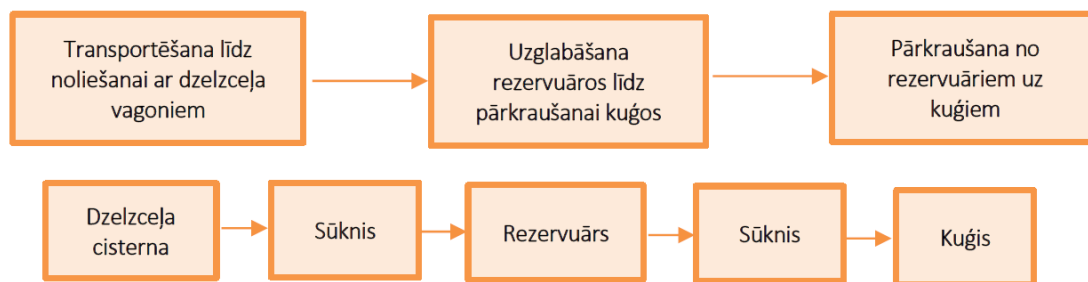 Transportēšana līdz
noliešanai ar dzelzceļa
vagoniem
Uzglabāšana
rezervuāros līdz
pārkraušanai kuģos
Pārkraušana no
rezervuāriem uz
kuģiem
Dzelzceļa
cisterna
Sūknis
Rezervuārs
Sūknis
Kuģis